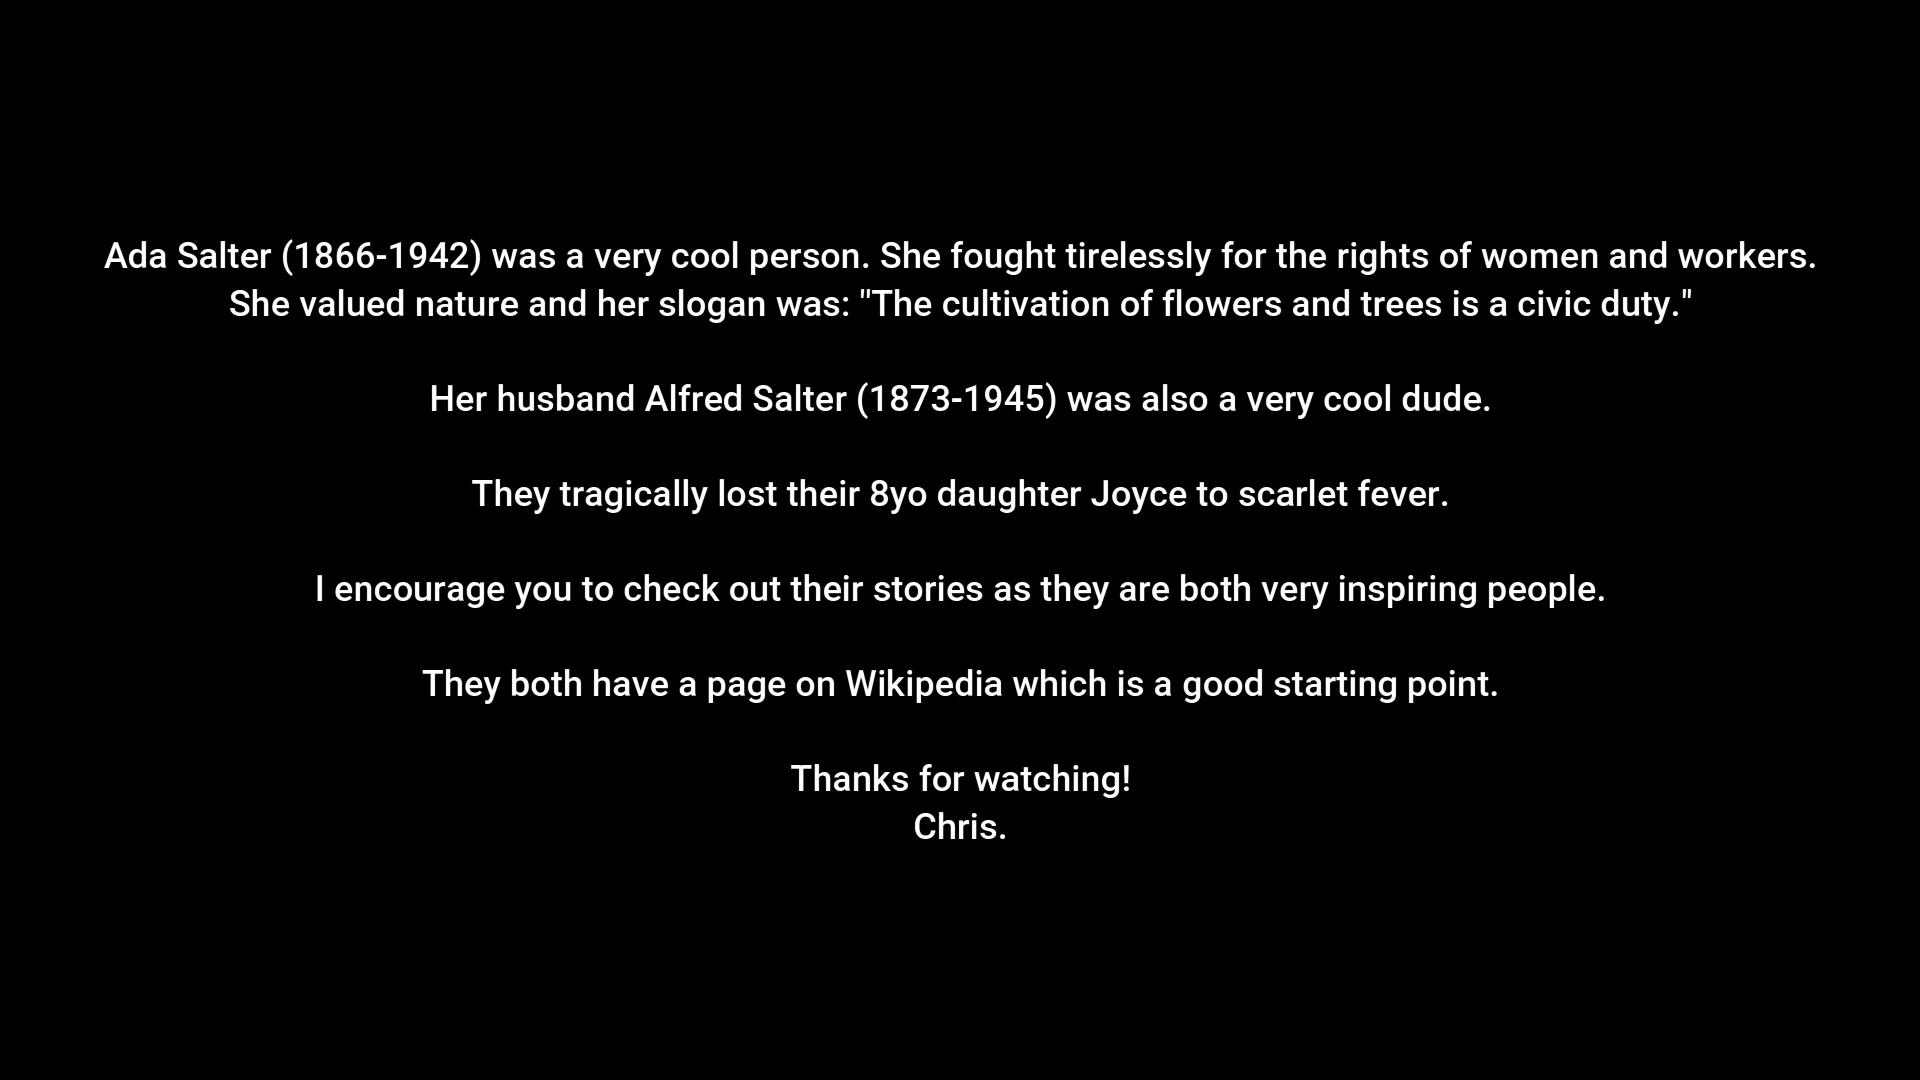 Ada Salter (1866-1942) was a very cool person. She fought tirelessly for the rights of women and workers.
She valued nature and her slogan was: "The cultivation of flowers and trees is a civic duty."
Her husband Alfred Salter (1873-1945) was also a very cool dude.
They tragically lost their 8yo daughter Joyce to scarlet fever.
I encourage you to check out their stories as they are both very inspiring people.
They both have a page on Wikipedia which is a good starting point.
Thanks for watching!
Chris.